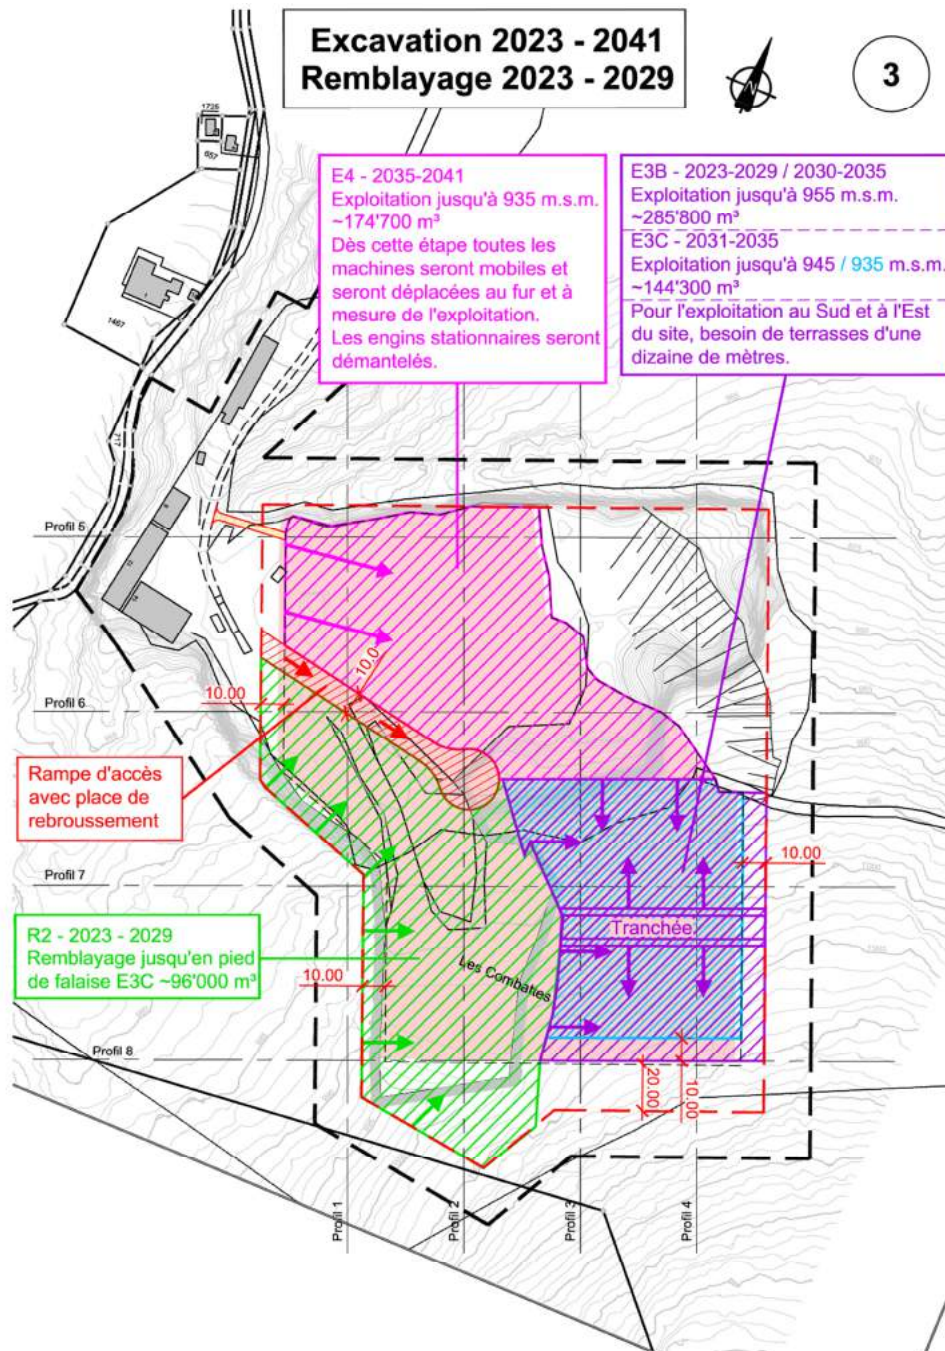 Excavation 2023 - 2041
Remblayage 2023 - 2029
N
3
1725
657
1467
717
E4 - 2035-2041
Exploitation jusqu'à 935 m.s.m.
~174'700 m³
Dès cette étape toutes les
machines seront mobiles et
seront déplacées au fur et à
mesure de l'exploitation.
Les engins stationnaires seront
démantelés.
E3B - 2023-2029 / 2030-2035
Exploitation jusqu'à 955 m.s.m.
~285'800 m³
E3C - 2031-2035
Exploitation jusqu'à 945 / 935 m.s.m.
~144'300 m³
Pour l'exploitation au Sud et à l'Est
du site, besoin de terrasses d'une
dizaine de mètres.
Profil 5
10.00
10.0
Profil 6
Rampe d'accès
avec place de
rebroussement
10.00
Profil 7
Tranchée
R2 - 2023 - 2029
Remblayage jusqu'en pied
de falaise E3C ~96'000 m³
10.00
Les Combaties
Profil 8
20.00
10.00
Profil 1
Profil 2
Profil 3
Profil 4